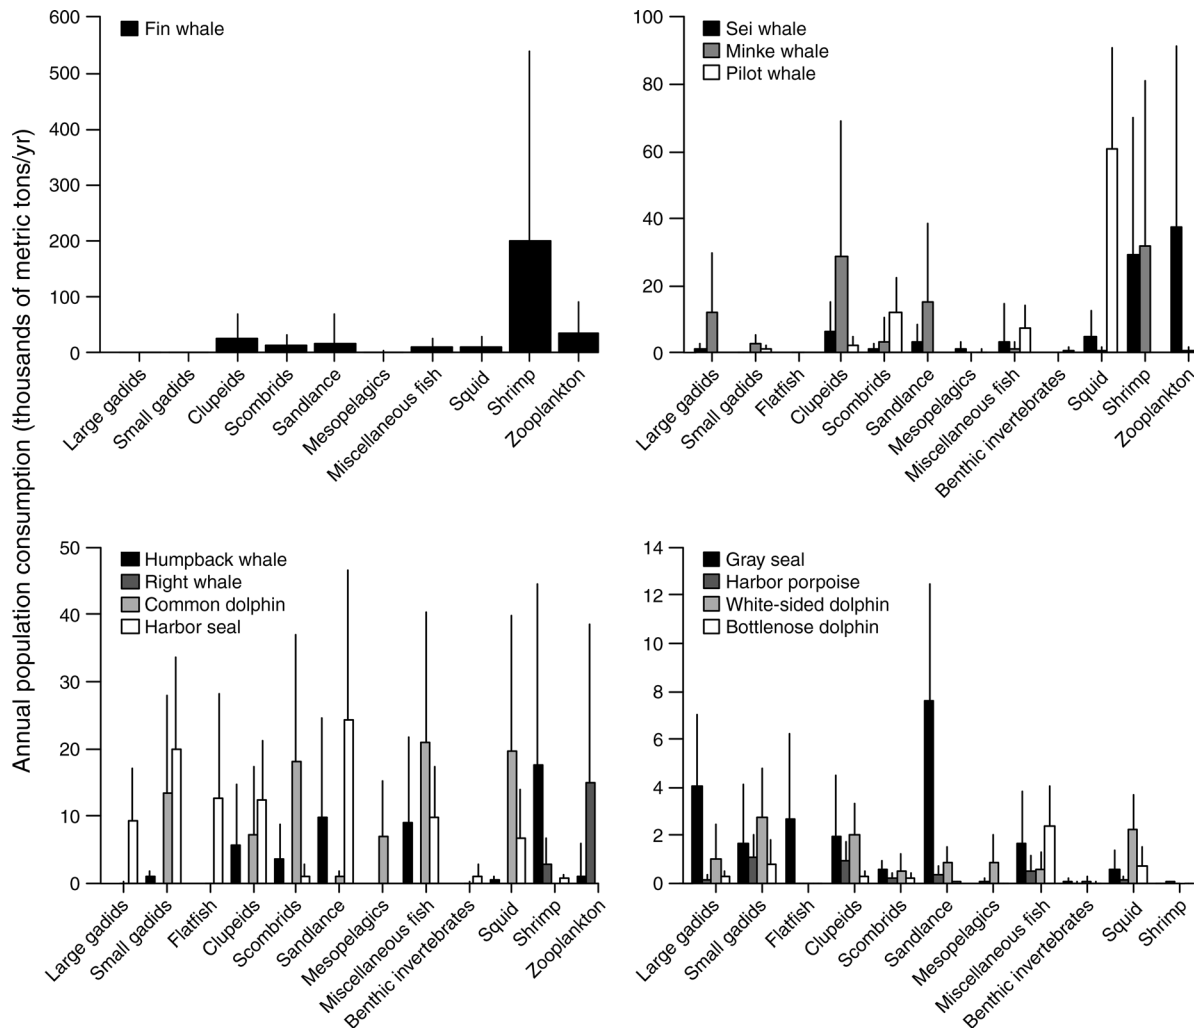 Annual population consumption (thousands of metric tons/yr)
600
500
400
300
200
100
0
Fin whale
Large gadids
Small gadids
Clupeids
Scombrids
Sandlance
Mesopelagics
Miscellaneous fish
Squid
Shrimp
Zooplankton
100
80
60
40
20
0
Sei whale
Minke whale
Pilot whale
Large gadids
Small gadids
Flatfish
Clupeids
Scombrids
Sandlance
Mesopelagics
Miscellaneous fish
Benthic invertebrates
Squid
Shrimp
Zooplankton
50
40
30
20
10
0
Humpback whale
Right whale
Common dolphin
Harbor seal
Large gadids
Small gadids
Flatfish
Clupeids
Scombrids
Sandlance
Mesopelagics
Miscellaneous fish
Benthic invertebrates
Squid
Shrimp
Zooplankton
14
12
10
8
6
4
2
0
Gray seal
Harbor porpoise
White-sided dolphin
Bottlenose dolphin
Large gadids
Small gadids
Flatfish
Clupeids
Scombrids
Sandlance
Mesopelagics
Miscellaneous fish
Benthic invertebrates
Squid
Shrimp